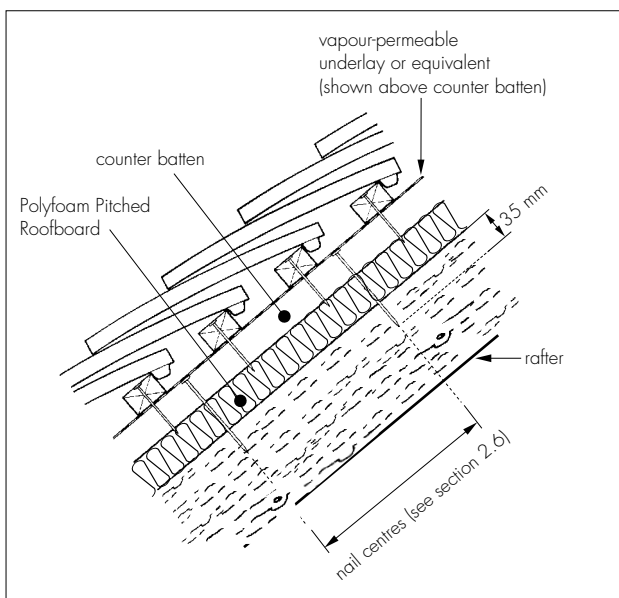 vapour-permeable
underlay or equivalent
(shown above counter batten)
counter batten
Polyfoam Pitched
Roofboard
35 mm
rafter
nail centres (see section 2.6)